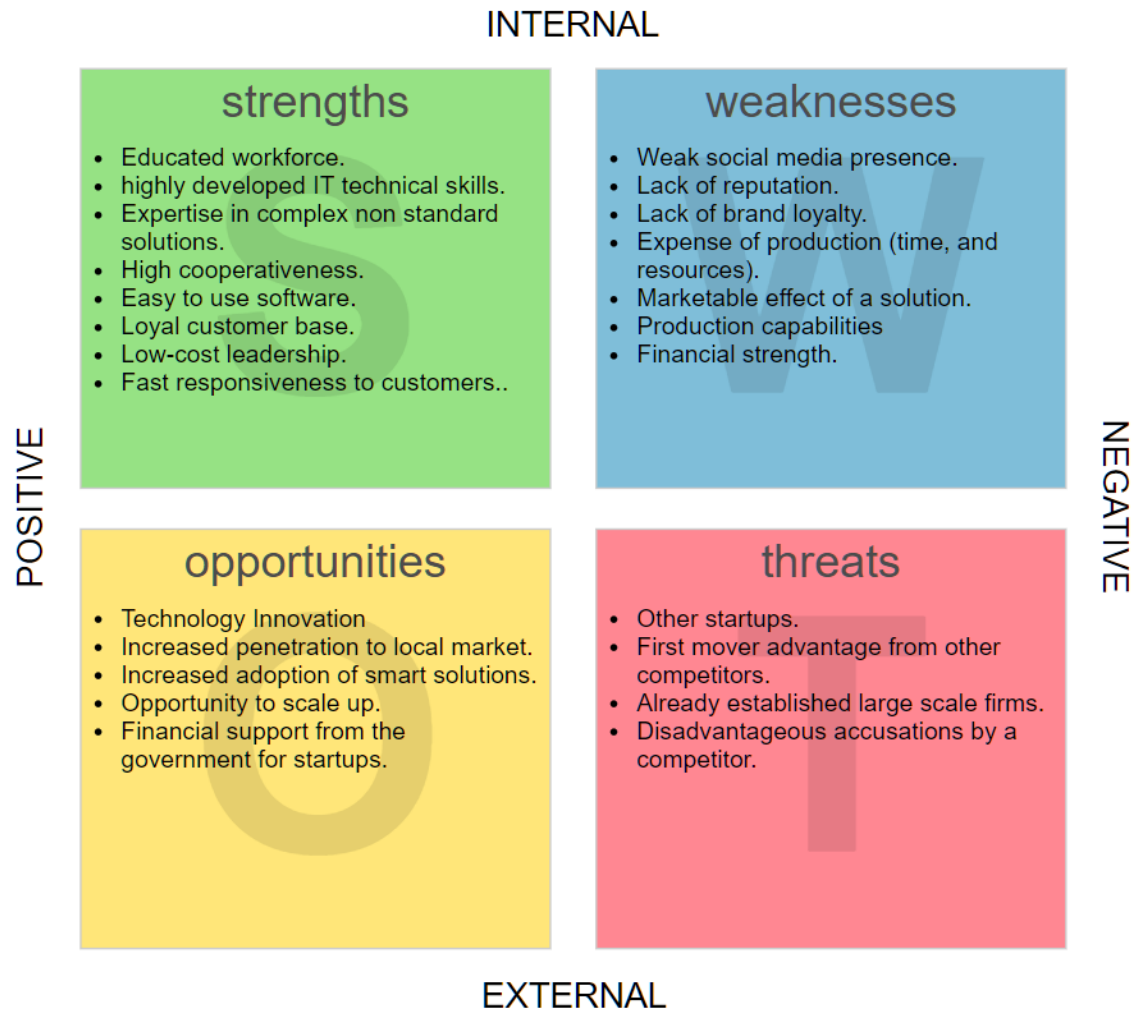 INTERNAL
strengths
• Educated workforce.
• highly developed IT technical skills.
• Expertise in complex non standard
solutions.
• High cooperativeness.
• Easy to use software.
• Loyal customer base.
• Low-cost leadership.
• Fast responsiveness to customers..
S
weaknesses
• Weak social media presence.
• Lack of reputation.
• Lack of brand loyalty.
• Expense of production (time, and
resources).
• Marketable effect of a solution.
• Production capabilities
• Financial strength.
W
POSITIVE
NEGATIVE
opportunities
• Technology Innovation
• Increased penetration to local market.
• Increased adoption of smart solutions.
• Opportunity to scale up.
• Financial support from the
government for startups.
O
threats
• Other startups.
• First mover advantage from other
competitors.
• Already established large scale firms.
• Disadvantageous accusations by a
competitor.
T
EXTERNAL